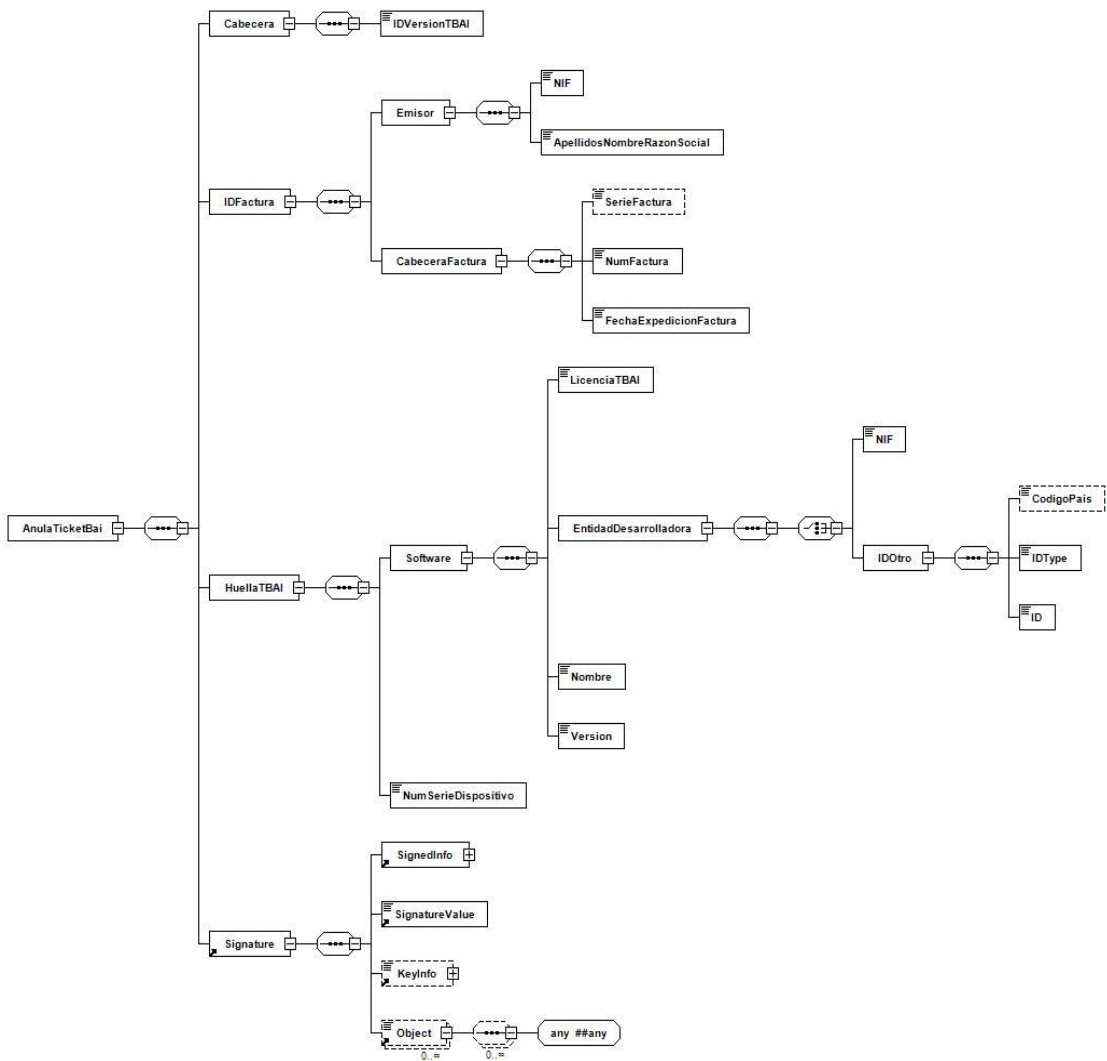 Cabecera
IDVersionTBAI
NIF
Emisor
ApellidosNombreRazonSocial
IDFactura
SerieFactura
CabeceraFactura
NumFactura
FechaExpedicionFactura
LicenciaTBAI
NIF
CodigoPais
AnulaTicketBai
EntidadDesarrolladora
Software
IDOtro
IDType
HuellaTBAI
ID
Nombre
Version
NumSerieDispositivo
SignedInfo
SignatureValue
Signature
KeyInfo
Object
any ##any
0..∞
0..∞